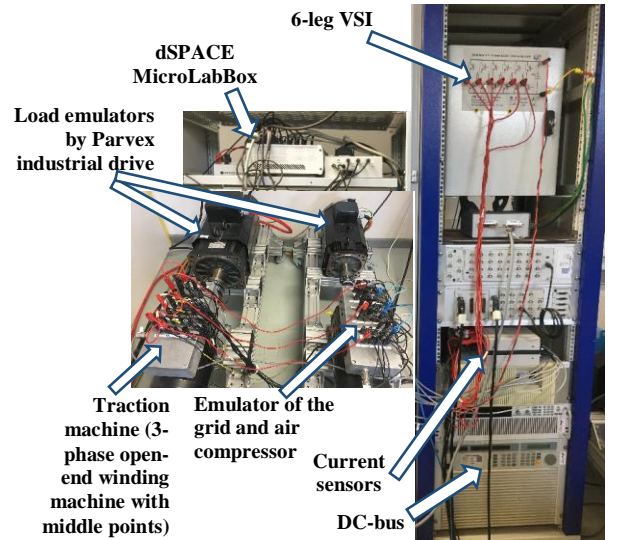 6-leg VSI
dSPACE
MicroLabBox
Load emulators
by Parvex
industrial drive
Traction
machine (3-
phase open-
end winding
machine with
middle points)
Emulator of the
grid and air
compressor
Current
sensors
DC-bus